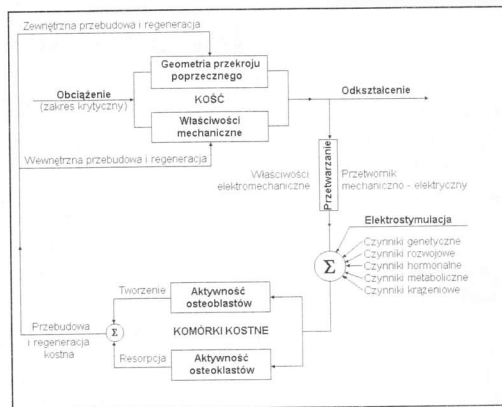 Zewnętrzna przebudowa i regeneracja
Geometria przekroju
poprzecznego
Obciążenie
(zakres krytyczny)
KOŚĆ
Odkształcenie
Właściwości
mechaniczne
Wewnętrzna przebudowa i regeneracja
Właściwości
elektromechaniczne
Przetwarzanie
Przetwornik
mechaniczno - elektryczny
Elektrostymulacja
Σ
Czynniki genetyczne
Czynniki rozwojowe
Czynniki hormonalne
Czynniki metaboliczne
Czynniki krążeniowe
Tworzenie
Aktywność
osteoblastów
Przebudowa
i regeneracja
kostna
Σ
KOMÓRKI KOSTNE
Resorpcja
Aktywność
osteoklastów